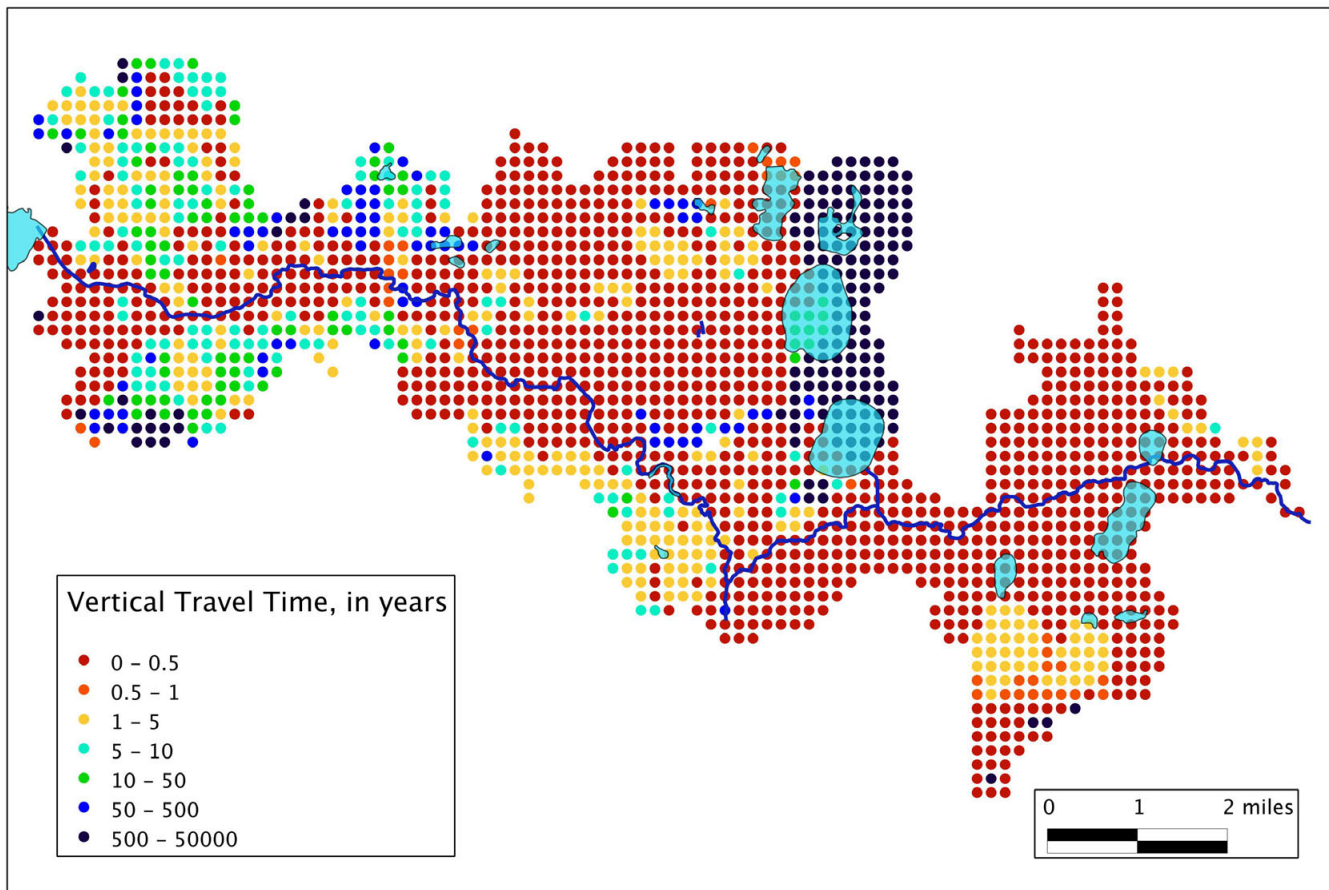 Vertical Travel Time, in years
0 – 0.5
0.5 – 1
1 – 5
5 – 10
10 – 50
50 – 500
500 – 50000
0 1 2 miles